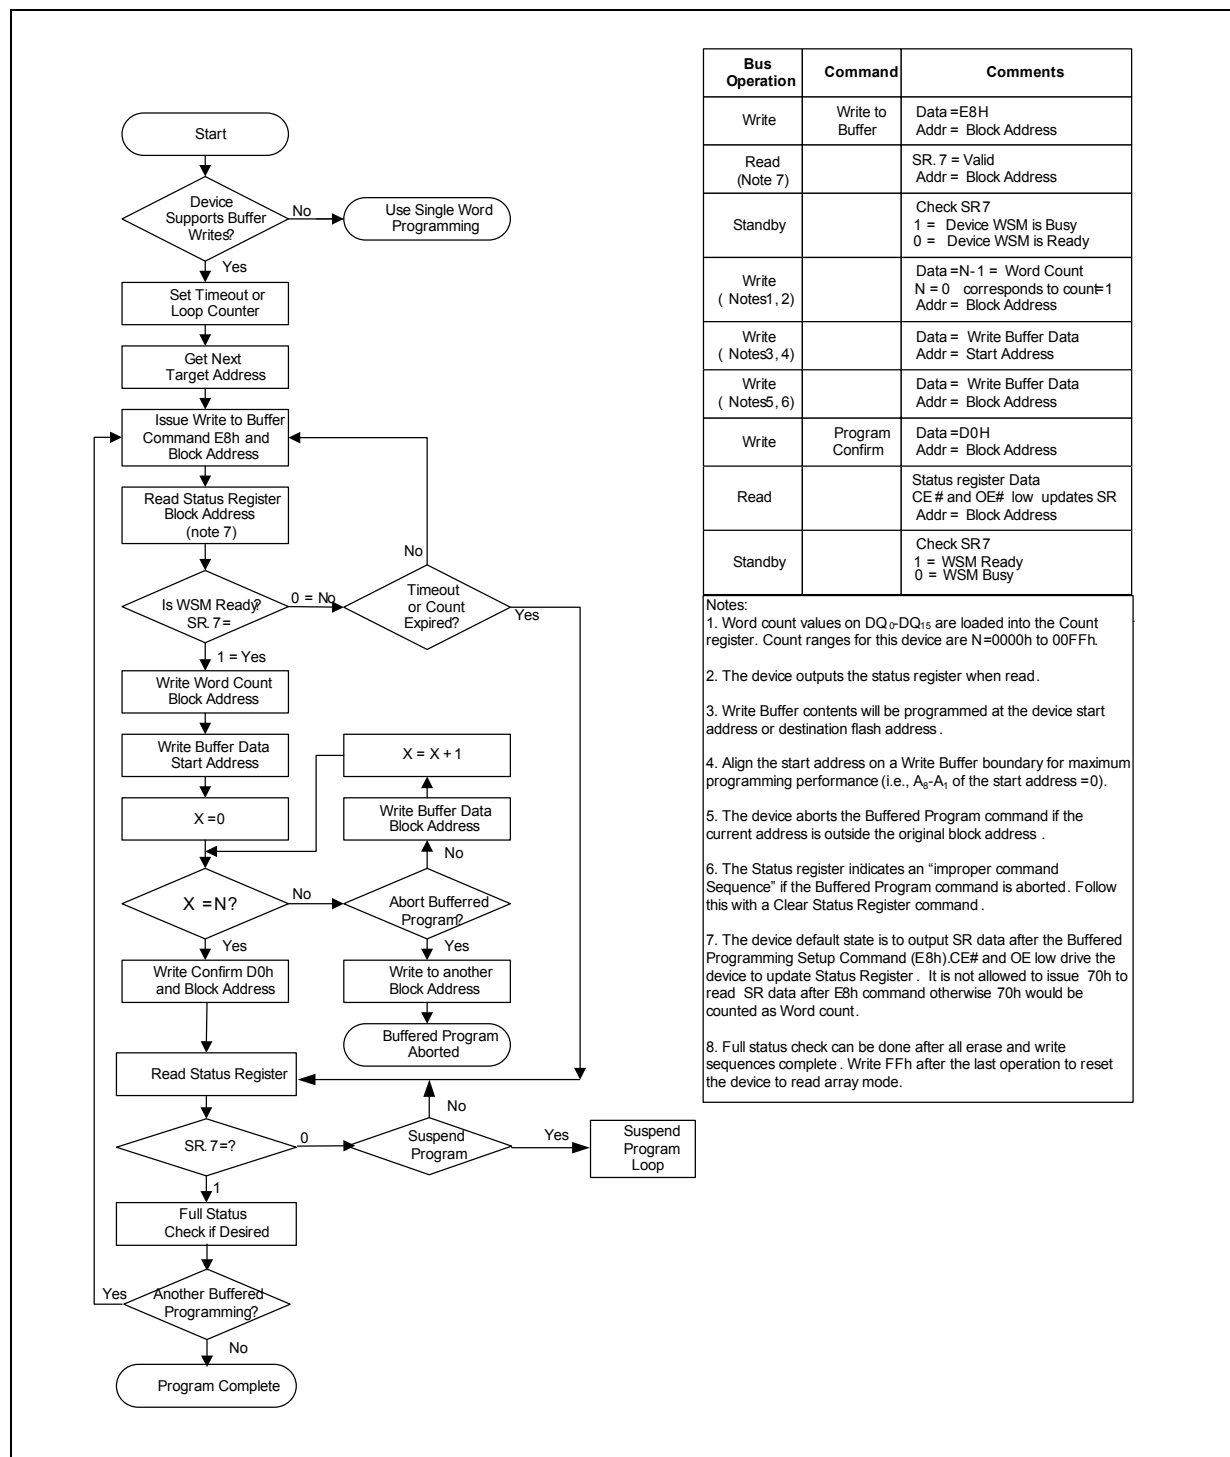 Start
Device
Supports Buffer
Writes?
No
Use Single Word
Programming
Yes
Set Timeout or
Loop Counter
Get Next
Target Address
Issue Write to Buffer
Command E8h and
Block Address
Read Status Register
Block Address
(note 7)
No
Is WSM Ready?
SR. 7 =
0 = No
Timeout
or Count
Expired?
Yes
1 = Yes
Write Word Count
Block Address
Write Buffer Data
Start Address
X = X + 1
X =0
Write Buffer Data
Block Address
No
X =N?
No
Abort Bufferred
Program?
Yes
Yes
Write Confirm D0h
and Block Address
Write to another
Block Address
Buffered Program
Aborted
Read Status Register
No
SR. 7=?
0
Suspend
Program
Yes
Suspend
Program
Loop
1
Full Status
Check if Desired
Yes
Another Buffered
Programming?
No
Program Complete
Bus
Operation
Command
Comments
Write
Write to
Buffer
Data =E8H
Addr = Block Address
Read
(Note 7)
SR. 7 = Valid
Addr = Block Address
Standby
Check SR7
1 = Device WSM is Busy
0 = Device WSM is Ready
Write
( Notes1, 2)
Data =N-1 = Word Count
N = 0 corresponds to count=1
Addr = Block Address
Write
( Notes3, 4)
Data = Write Buffer Data
Addr = Start Address
Write
( Notes5, 6)
Data = Write Buffer Data
Addr = Block Address
Write
Program
Confirm
Data =D0H
Addr = Block Address
Read
Status register Data
CE# and OE# low updates SR
Addr = Block Address
Standby
Check SR7
1 = WSM Ready
0 = WSM Busy
Notes:
1. Word count values on DQ0-DQ15 are loaded into the Count
register. Count ranges for this device are N=0000h to 00FFh.
2. The device outputs the status register when read.
3. Write Buffer contents will be programmed at the device start
address or destination flash address.
4. Align the start address on a Write Buffer boundary for maximum
programming performance (i.e., A8-A1 of the start address =0).
5. The device aborts the Buffered Program command if the
current address is outside the original block address.
6. The Status register indicates an “improper command
Sequence” if the Buffered Program command is aborted. Follow
this with a Clear Status Register command.
7. The device default state is to output SR data after the Buffered
Programming Setup Command (E8h).CE# and OE low drive the
device to update Status Register. It is not allowed to issue 70h to
read SR data after E8h command otherwise 70h would be
counted as Word count.
8. Full status check can be done after all erase and write
sequences complete. Write FFh after the last operation to reset
the device to read array mode.